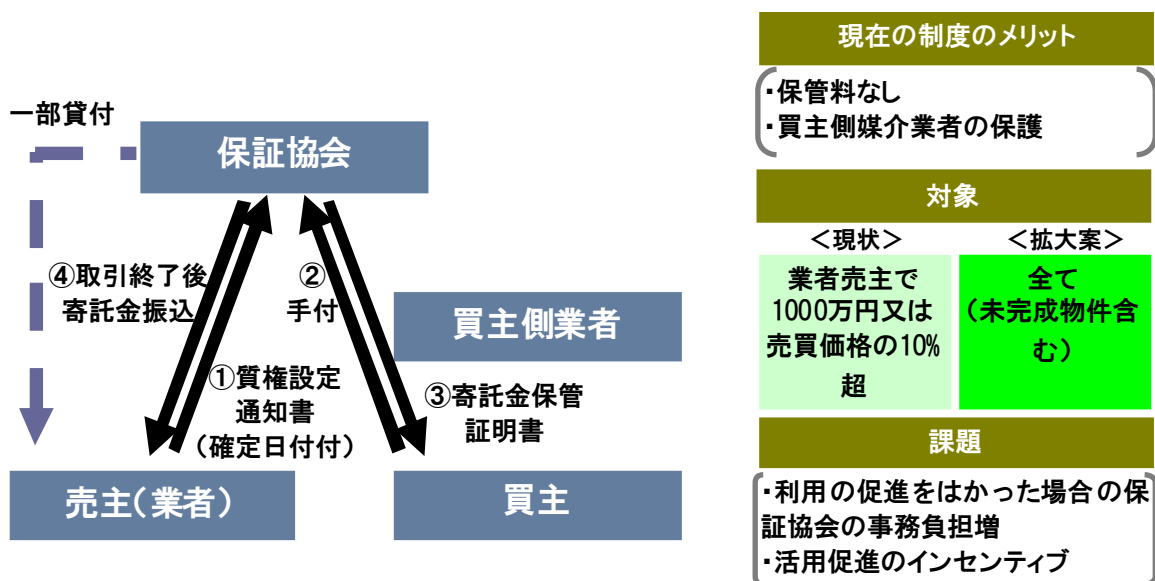 一部貸付
保証協会
④取引終了後
寄託金振込
②
手付
買主側業者
①質権設定
通知書
（確定日付付）
③寄託金保管
証明書
売主（業者）
買主
現在の制度のメリット
・保管料なし
・買主側媒介業者の保護
対象
＜現状＞
業者売主で
1000万円又は
売買価格の10%
超
＜拡大案＞
全て
（未完成物件含
む）
課題
・利用の促進をはかった場合の保
証協会の事務負担増
・活用促進のインセンティブ